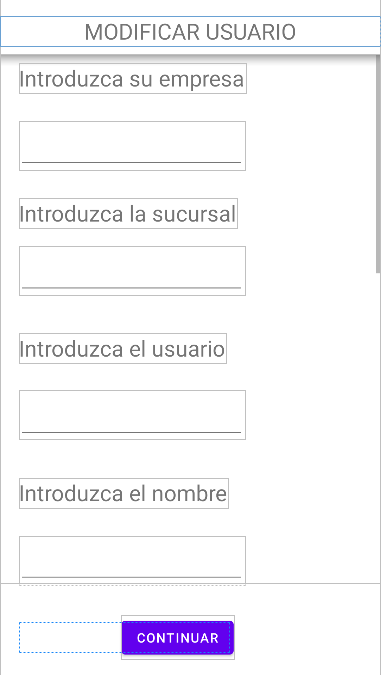 MODIFICAR USUARIO
Introduzca su empresa
Introduzca la sucursal
Introduzca el usuario
Introduzca el nombre
CONTINUAR